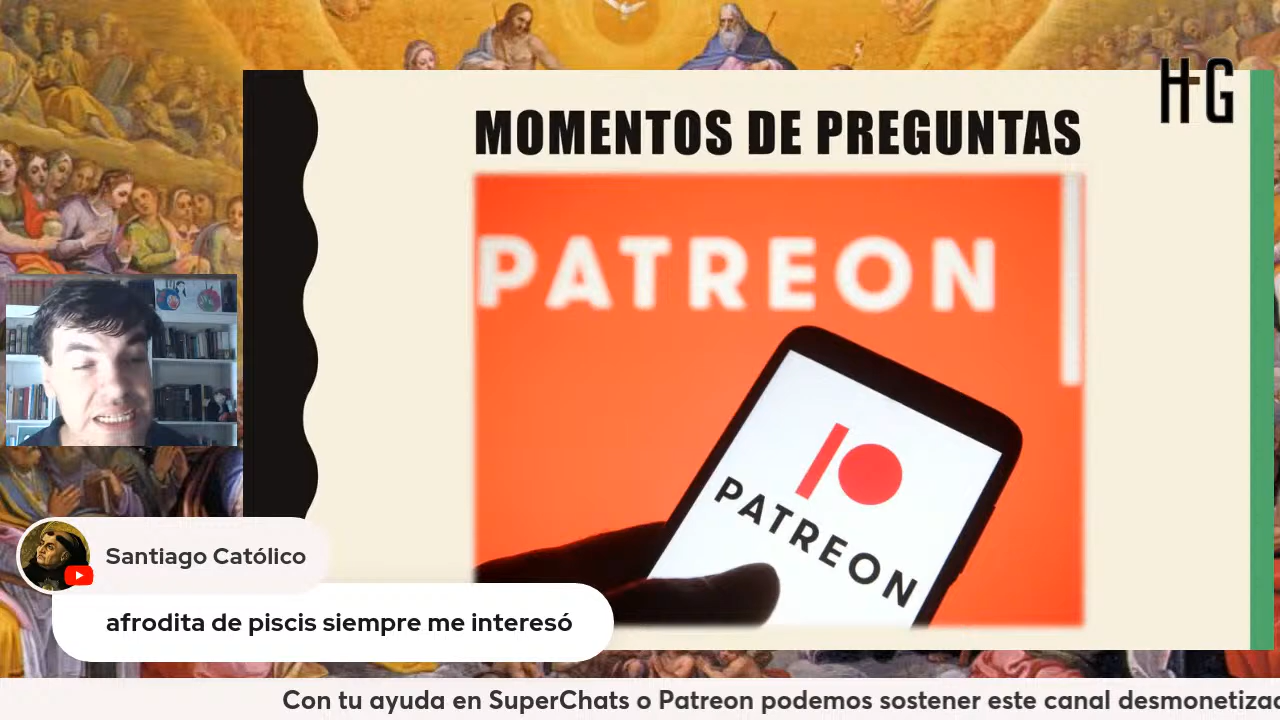 H+G
MOMENTOS DE PREGUNTAS
PATREON
PATREON
Santiago Católico
afrodita de piscis siempre me interesó
Con tu ayuda en SuperChats o Patreon podemos sostener este canal desmonetizad